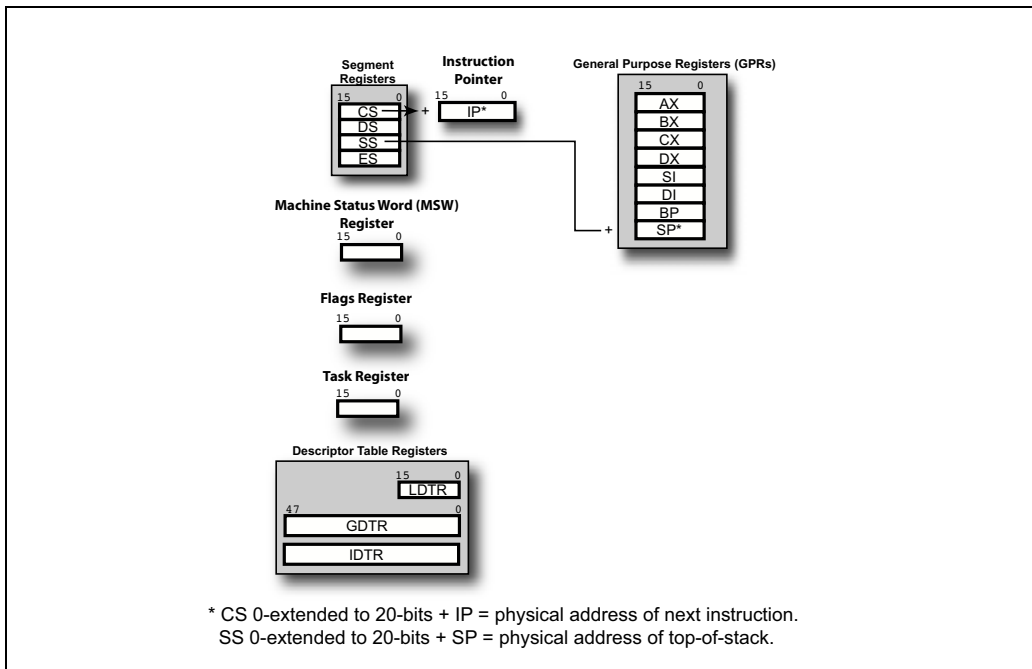 Segment
Registers
15 0
CS
DS
SS
ES
+
Instruction
Pointer
15 0
IP*
General Purpose Registers (GPRs)
15 0
AX
BX
CX
DX
SI
DI
BP
SP*
+
Machine Status Word (MSW)
Register
15 0
Flags Register
15 0
Task Register
15 0
Descriptor Table Registers
15 0
LDTR
47 0
GDTR
IDTR
* CS 0-extended to 20-bits + IP = physical address of next instruction.
SS 0-extended to 20-bits + SP = physical address of top-of-stack.